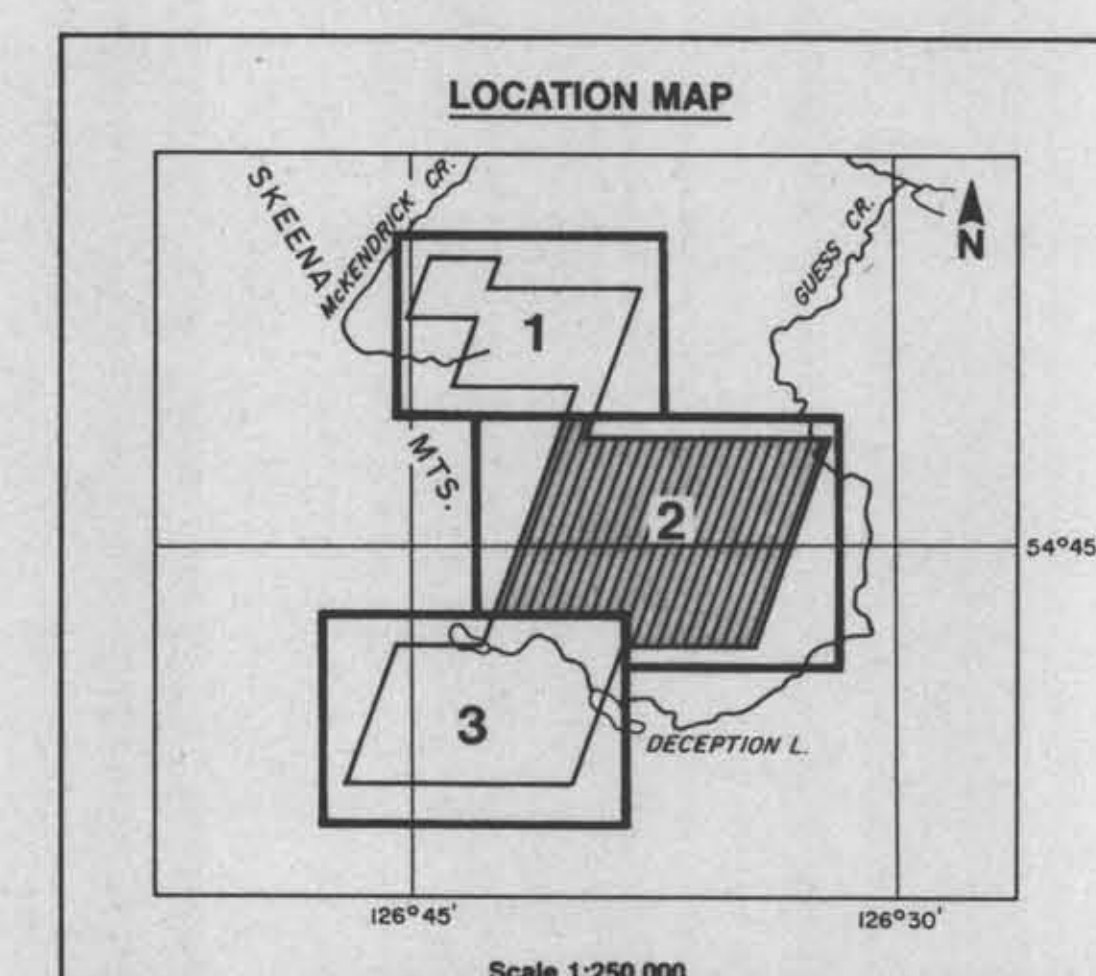 LOCATION MAP
SKEENA
McKENDRICK CR.
GUESS CR.
N
1
MTS.
2
54°45
3
DECEPTION L.
126°45'
126°30'
Scale 1:250,000